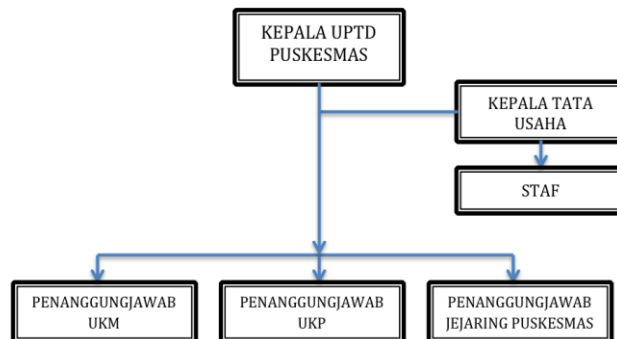 KEPALA UPTD
PUSKESMAS
KEPALA TATA
USAHA
STAF
PENANGGUNGJAWAB
UKM
PENANGGUNGJAWAB
UKP
PENANGGUNGJAWAB
JEJARING PUSKESMAS